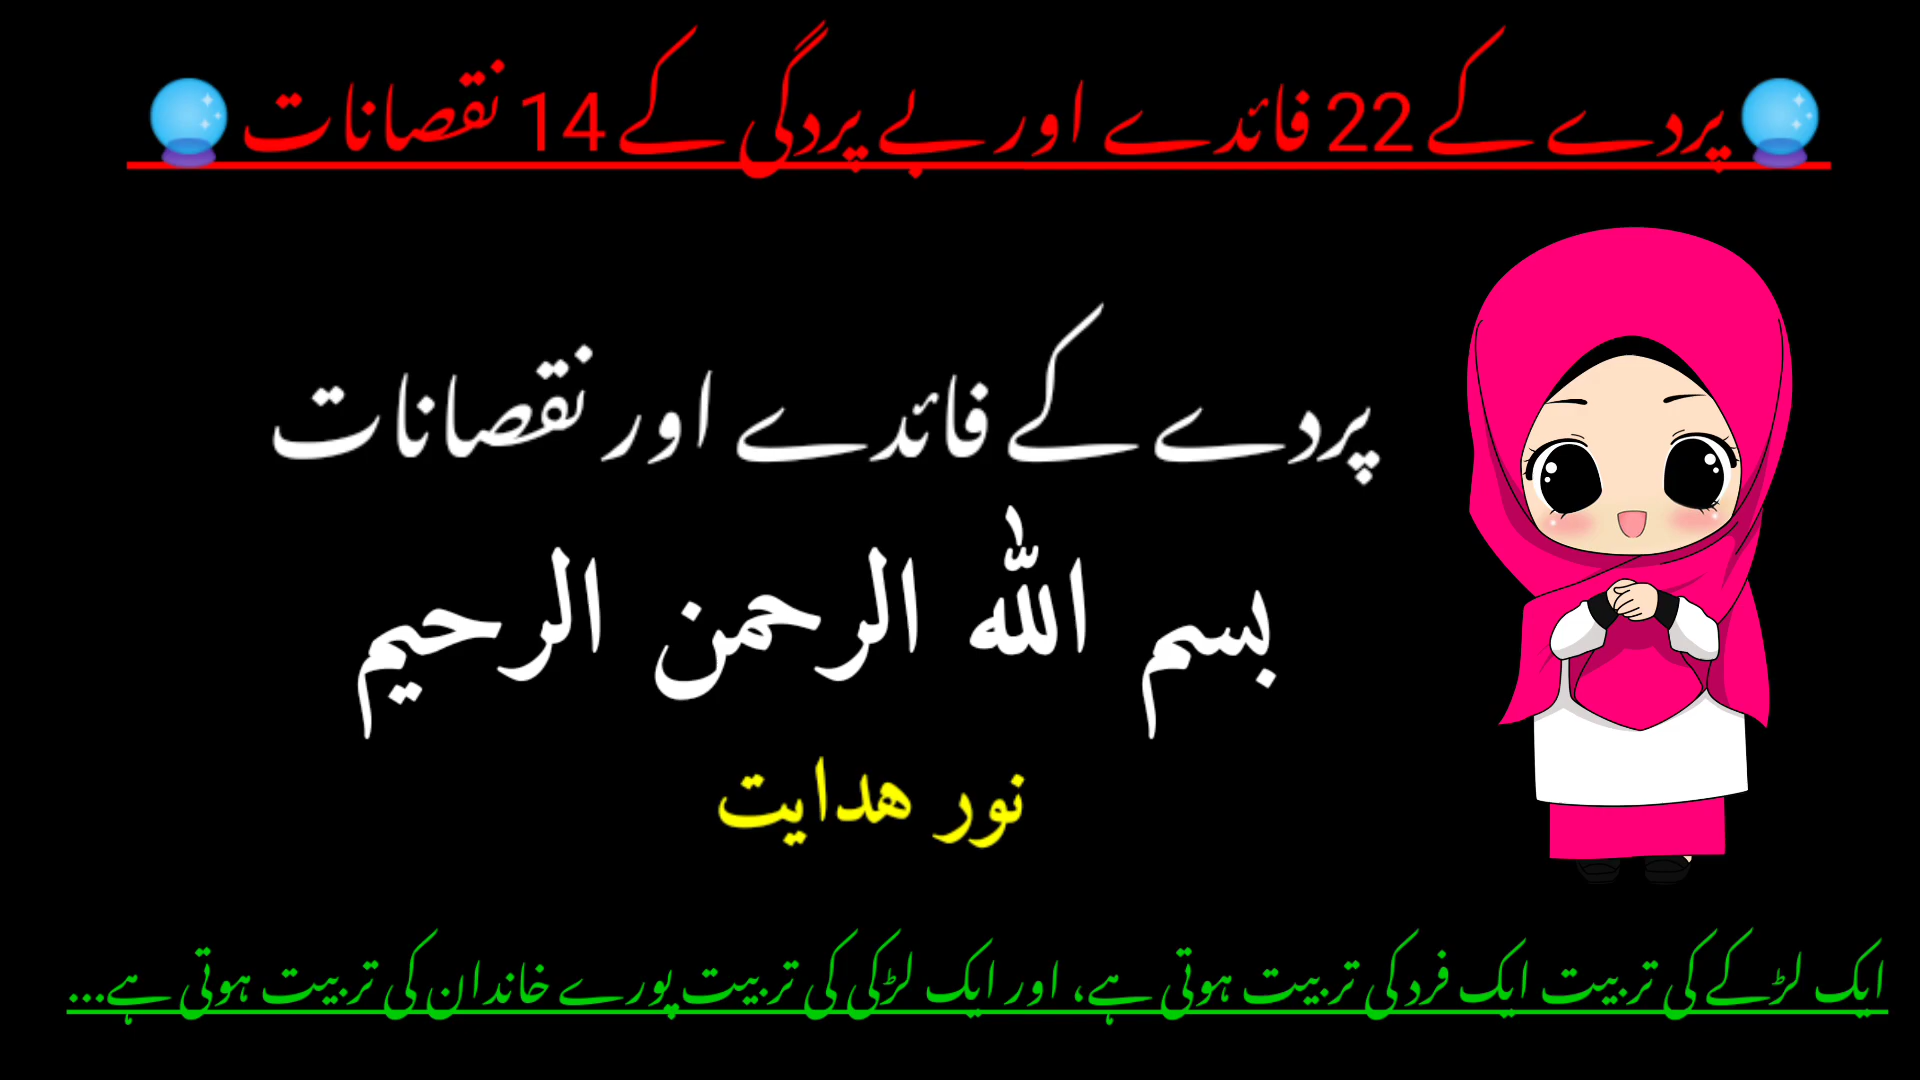 🔮پردے کے 22 فائدے اور بے پردگی کے 14 نقصانات🔮
پردے کے فائدے اور نقصانات
بسم اللہ الرحمن الرحیم
نور ھدایت
ایک لڑکے کی تربیت ایک فرد کی تربیت ہوتی ہے، اور ایک لڑکی کی تربیت پورے خاندان کی تربیت ہوتی ہے...